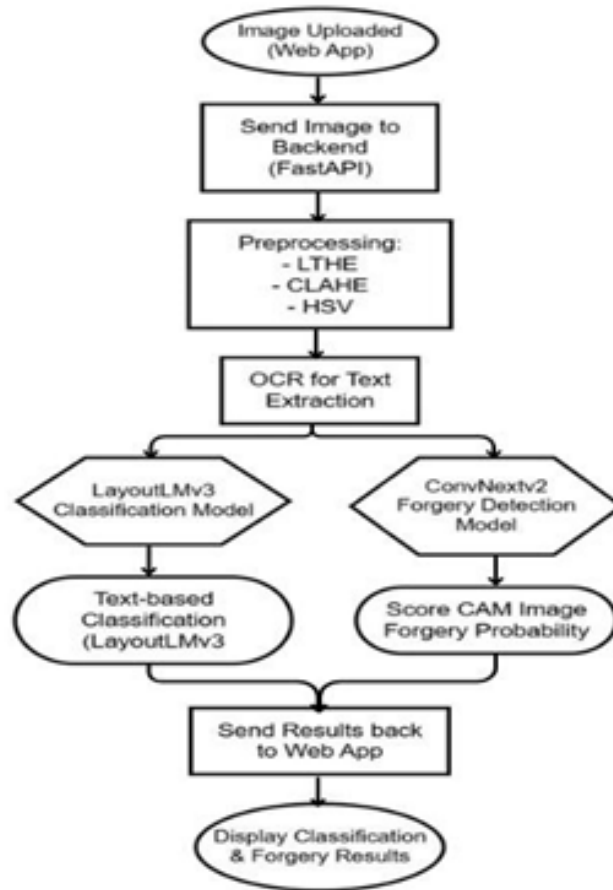 Image Uploaded
(Web App)
Send Image to
Backend
(FastAPI)
Preprocessing:
- LTHE
- CLAHE
- HSV
OCR for Text
Extraction
LayoutLMv3
Classification Model
ConvNextv2
Forgery Detection
Model
Text-based
Classification
(LayoutLMv3
Score CAM Image
Forgery Probability
Send Results back
to Web App
Display Classification
& Forgery Results